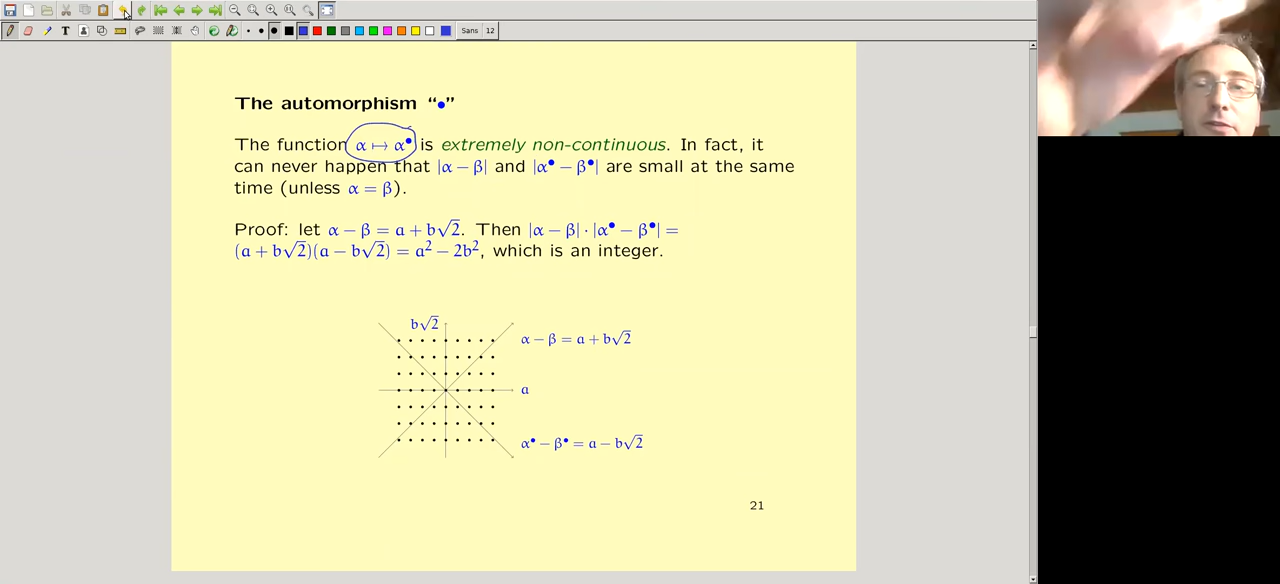 Sans 12
The automorphism “•”
The function α ↦ α• is extremely non-continuous. In fact, it
can never happen that |α − β| and |α• − β•| are small at the same
time (unless α = β).
Proof: let α − β = a + b√2. Then |α − β| · |α• − β•| =
(a + b√2)(a − b√2) = a² − 2b², which is an integer.
b√2
α − β = a + b√2
a
α• − β• = a − b√2
21